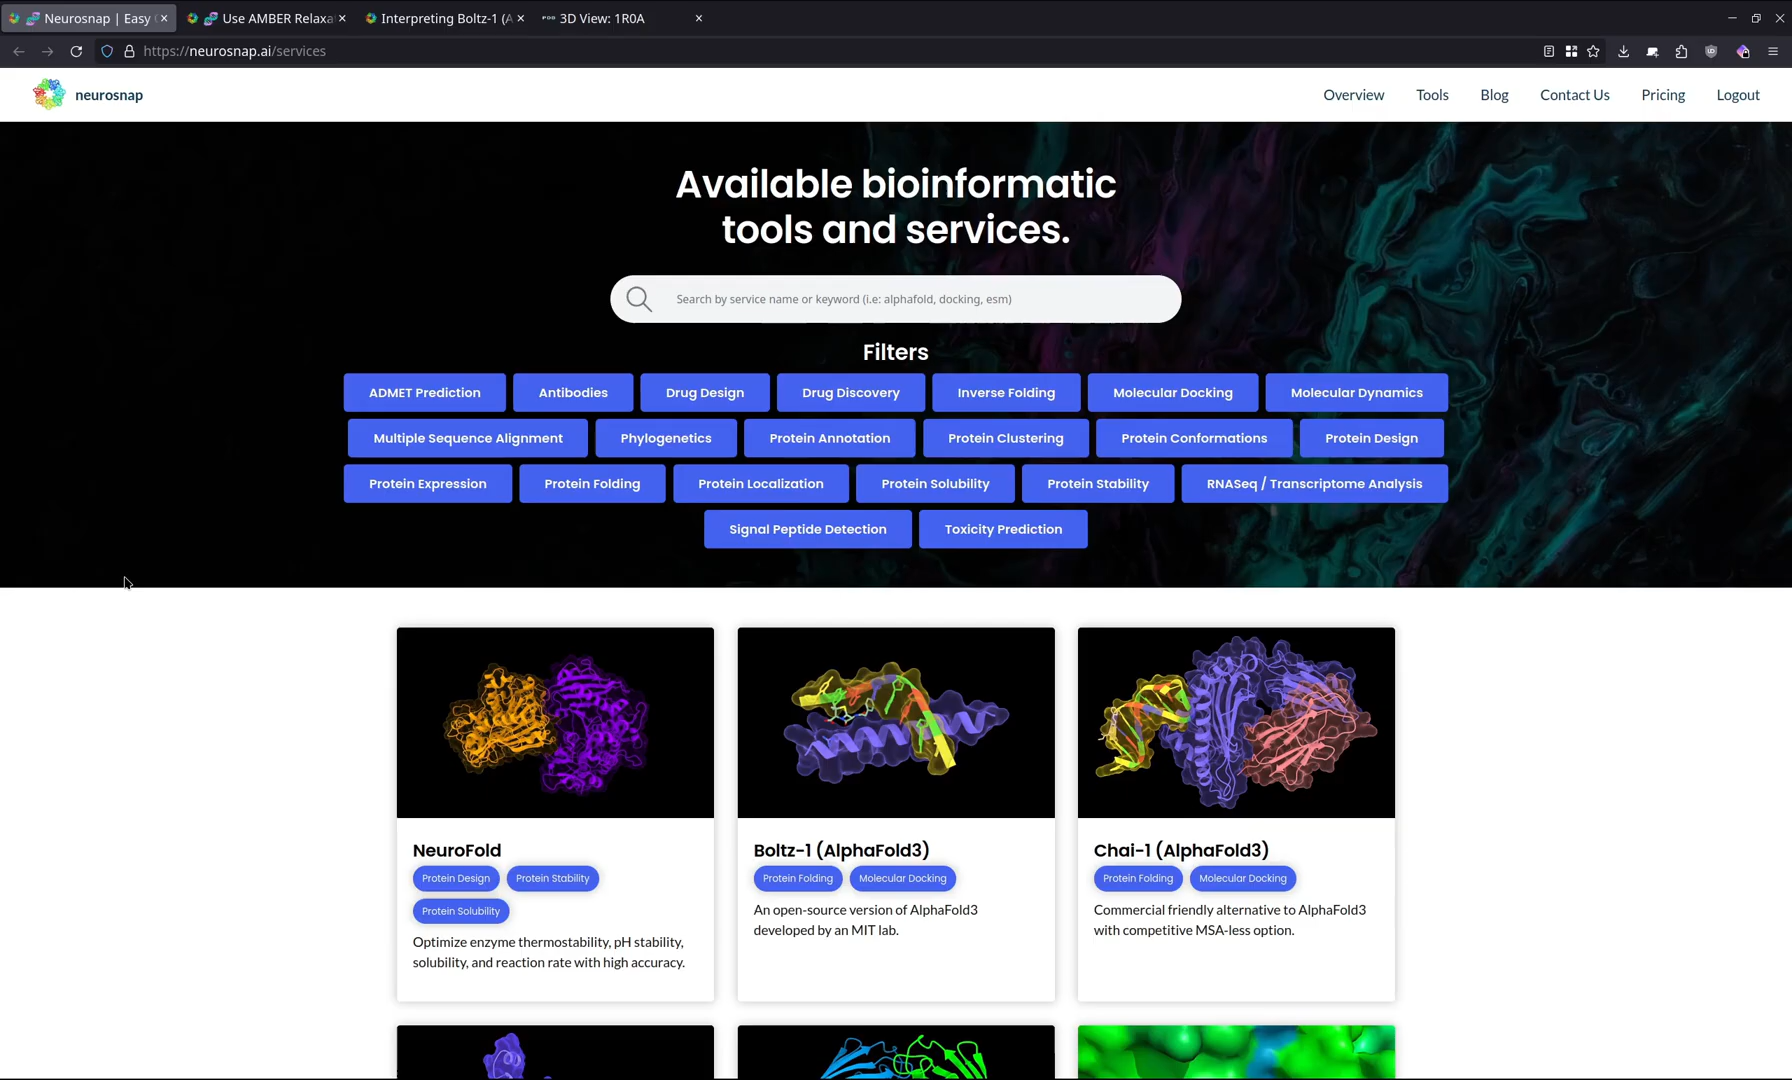 Neurosnap | Easy
Use AMBER Relaxa
Interpreting Boltz-1 (A
3D View: 1R0A
https://neurosnap.ai/services
neurosnap
Overview
Tools
Blog
Contact Us
Pricing
Logout
Available bioinformatic
tools and services.
Search by service name or keyword (i.e: alphafold, docking, esm)
Filters
ADMET Prediction
Antibodies
Drug Design
Drug Discovery
Inverse Folding
Molecular Docking
Molecular Dynamics
Multiple Sequence Alignment
Phylogenetics
Protein Annotation
Protein Clustering
Protein Conformations
Protein Design
Protein Expression
Protein Folding
Protein Localization
Protein Solubility
Protein Stability
RNASeq / Transcriptome Analysis
Signal Peptide Detection
Toxicity Prediction
NeuroFold
Protein Design
Protein Stability
Protein Solubility
Optimize enzyme thermostability, pH stability,
solubility, and reaction rate with high accuracy.
Boltz-1 (AlphaFold3)
Protein Folding
Molecular Docking
An open-source version of AlphaFold3
developed by an MIT lab.
Chai-1 (AlphaFold3)
Protein Folding
Molecular Docking
Commercial friendly alternative to AlphaFold3
with competitive MSA-less option.